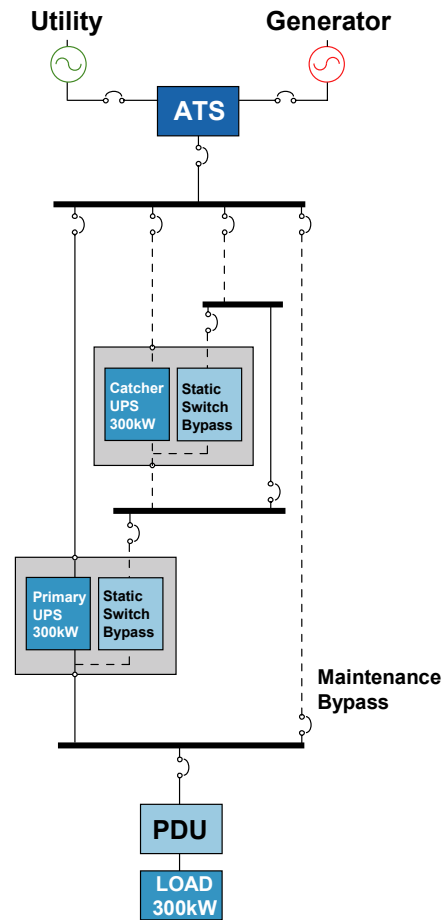 Utility
Generator
ATS
Catcher
UPS
300kW
Static
Switch
Bypass
Primary
UPS
300kW
Static
Switch
Bypass
Maintenance
Bypass
PDU
LOAD
300kW